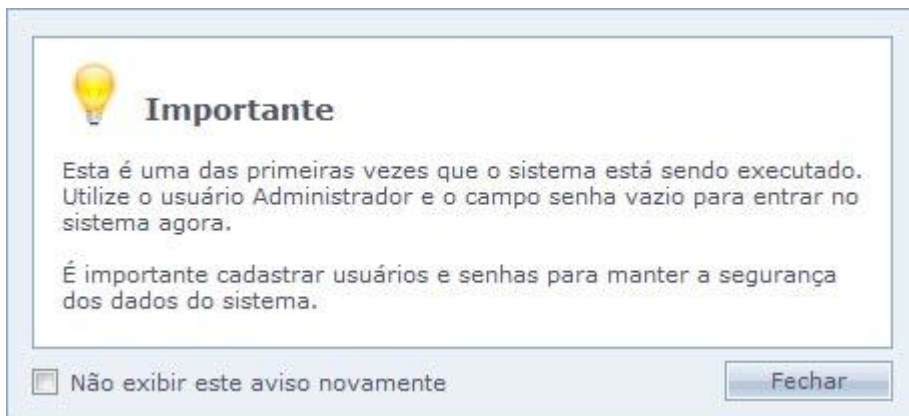 Importante
Esta é uma das primeiras vezes que o sistema está sendo executado.
Utilize o usuário Administrador e o campo senha vazio para entrar no
sistema agora.
É importante cadastrar usuários e senhas para manter a segurança
dos dados do sistema.
Não exibir este aviso novamente
Fechar